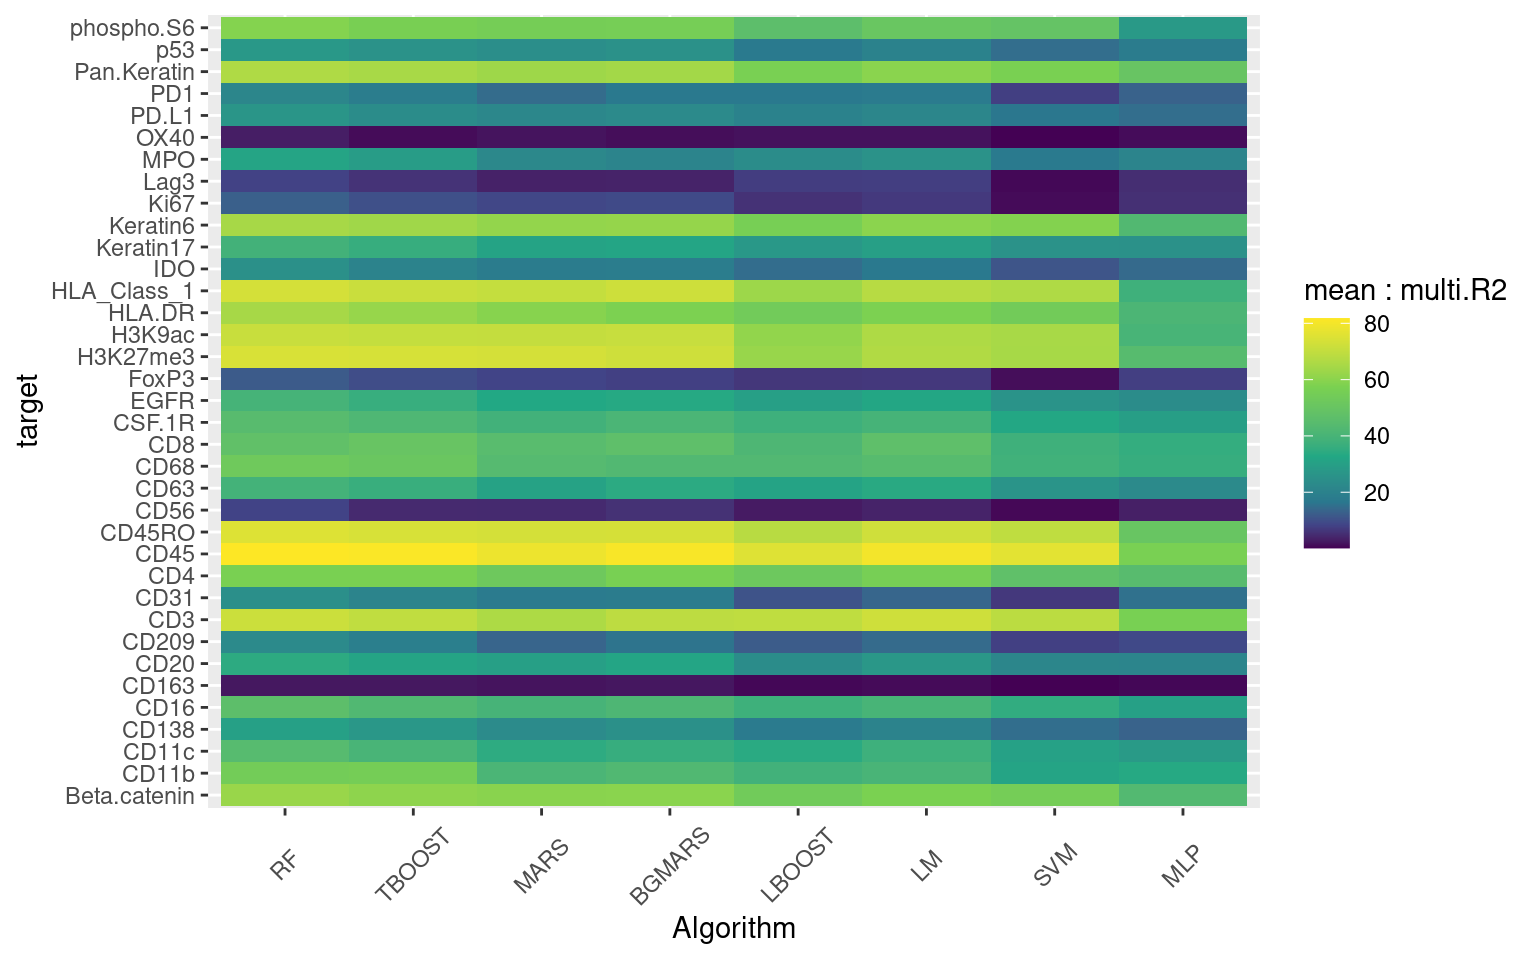 phospho.S6
p53
Pan.Keratin
PD1
PD.L1
OX40
MPO
Lag3
Ki67
Keratin6
Keratin17
IDO
HLA_Class_1
HLA.DR
H3K9ac
H3K27me3
FoxP3
EGFR
CSF.1R
CD8
CD68
CD63
CD56
CD45RO
CD45
CD4
CD31
CD3
CD209
CD20
CD163
CD16
CD138
CD11c
CD11b
Beta.catenin
target
RF
TBOOST
MARS
BGMARS
LBOOST
LM
SVM
MLP
Algorithm
mean : multi.R2
80
60
40
20